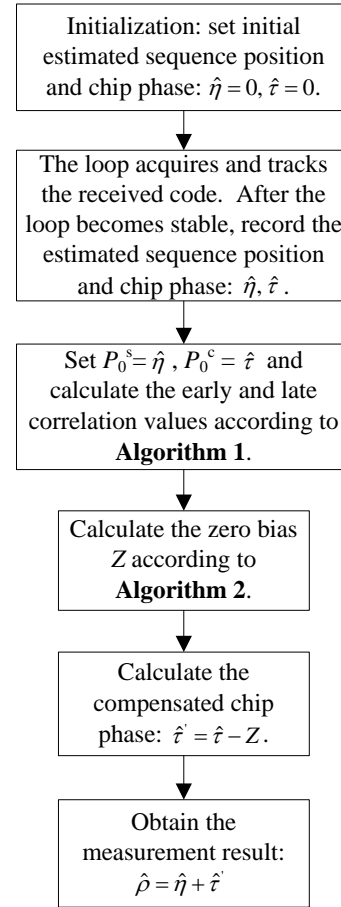 Initialization: set initial
estimated sequence position
and chip phase: η̂ = 0, τ̂ = 0.
The loop acquires and tracks
the received code. After the
loop becomes stable, record the
estimated sequence position
and chip phase: η̂, τ̂ .
Set P₀ˢ = η̂ , P₀ᶜ = τ̂ and
calculate the early and late
correlation values according to
Algorithm 1.
Calculate the zero bias
Z according to
Algorithm 2.
Calculate the
compensated chip
phase: τ̂' = τ̂ − Z .
Obtain the
measurement result:
ρ̂ = η̂ + τ̂'